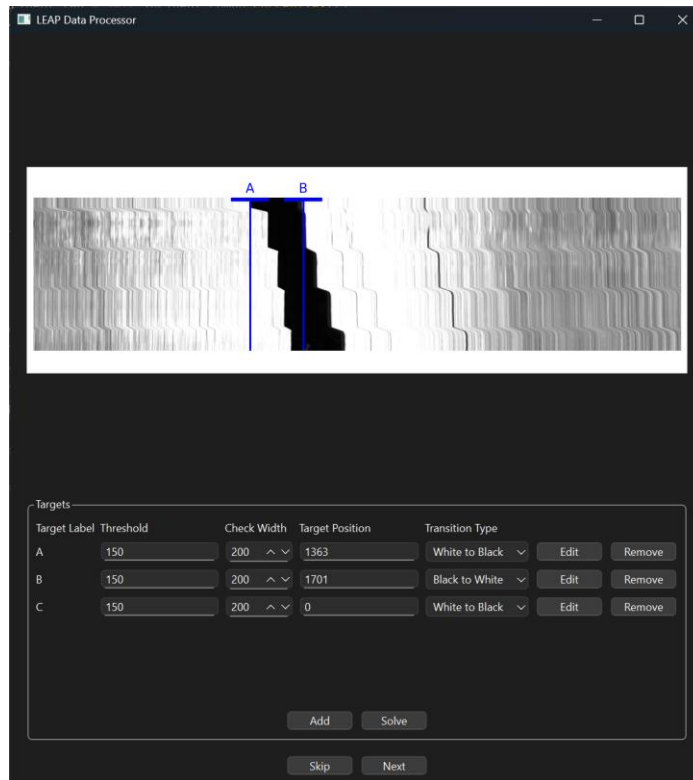 LEAP Data Processor
A B
Targets
Target Label Threshold Check Width Target Position Transition Type
A 150 200 1363 White to Black Edit Remove
B 150 200 1701 Black to White Edit Remove
C 150 200 0 White to Black Edit Remove
Add Solve
Skip Next